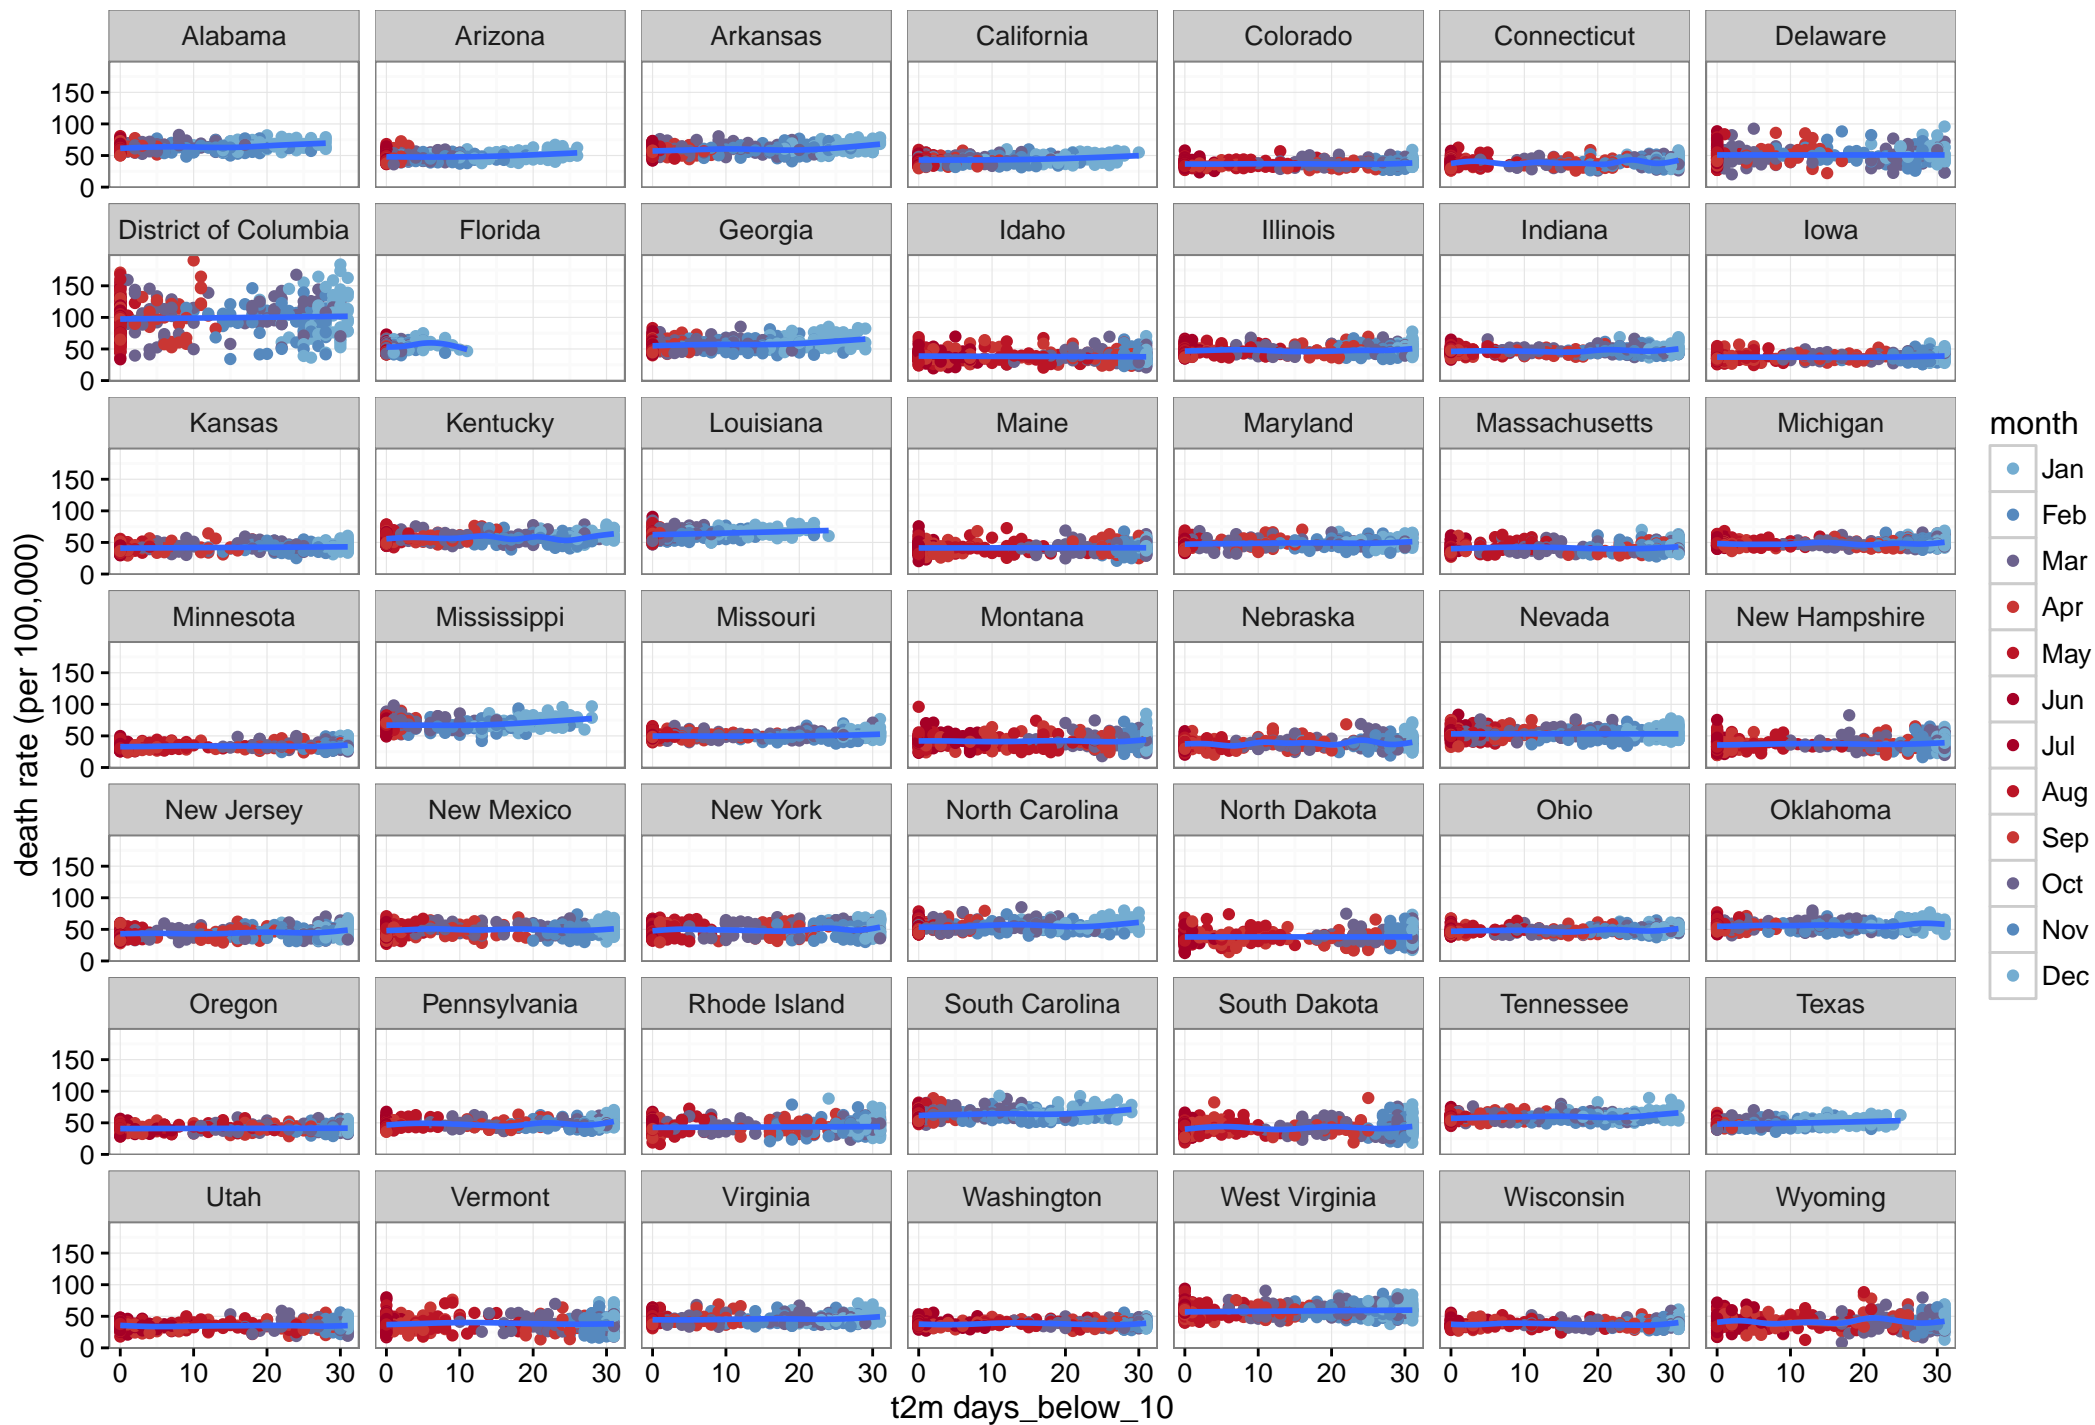 Alabama Arizona Arkansas California Colorado Connecticut Delaware
150
100
50
0
District of Columbia Florida Georgia Idaho Illinois Indiana Iowa
150
100
50
0
Kansas Kentucky Louisiana Maine Maryland Massachusetts Michigan
150
100
50
0
Minnesota Mississippi Missouri Montana Nebraska Nevada New Hampshire
150
100
50
0
New Jersey New Mexico New York North Carolina North Dakota Ohio Oklahoma
150
100
50
0
Oregon Pennsylvania Rhode Island South Carolina South Dakota Tennessee Texas
150
100
50
0
Utah Vermont Virginia Washington West Virginia Wisconsin Wyoming
150
100
50
0
0 10 20 30 0 10 20 30 0 10 20 30 0 10 20 30 0 10 20 30 0 10 20 30 0 10 20 30
t2m days_below_10
death rate (per 100,000)
month
Jan
Feb
Mar
Apr
May
Jun
Jul
Aug
Sep
Oct
Nov
Dec